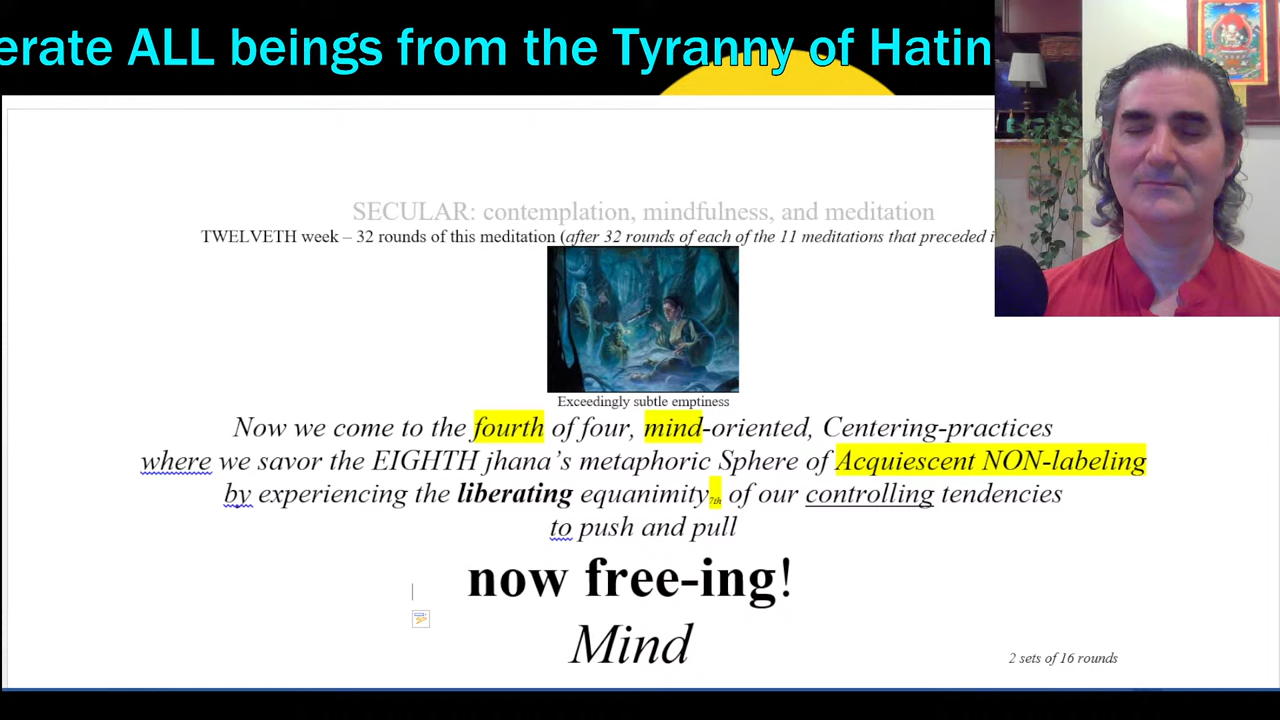 erate ALL beings from the Tyranny of Hatin
SECULAR: contemplation, mindfulness, and meditation
TWELVETH week – 32 rounds of this meditation (after 32 rounds of each of the 11 meditations that preceded i
Exceedingly subtle emptiness
Now we come to the fourth of four, mind-oriented, Centering-practices
where we savor the EIGHTH jhana's metaphoric Sphere of Acquiescent NON-labeling
by experiencing the liberating equanimity7th of our controlling tendencies
to push and pull
now free-ing!
Mind
2 sets of 16 rounds